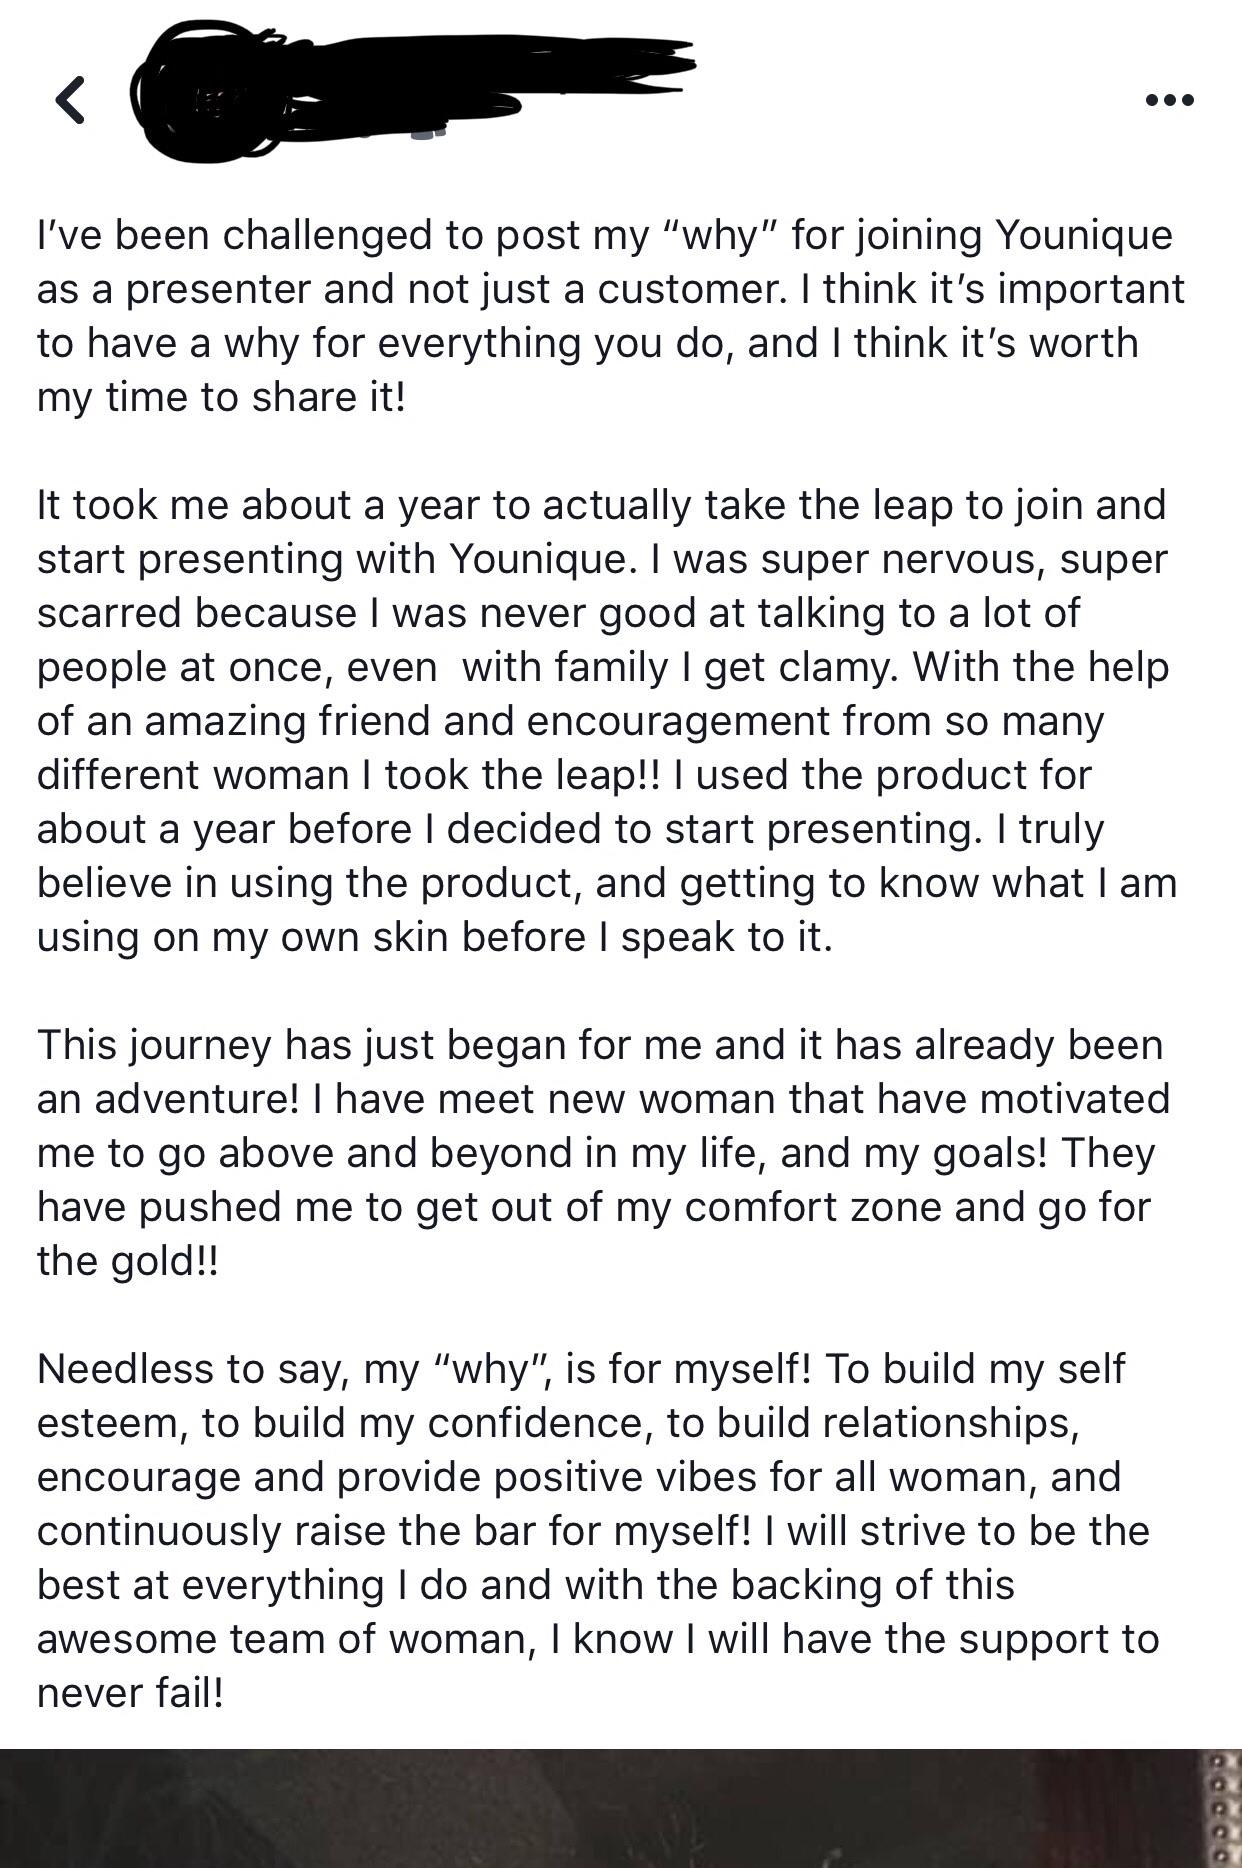 I’ve been challenged to post my “why” for joining Younique
as a presenter and not just a customer. I think it’s important
to have a why for everything you do, and I think it’s worth
my time to share it!
It took me about a year to actually take the leap to join and
start presenting with Younique. I was super nervous, super
scarred because I was never good at talking to a lot of
people at once, even  with family I get clamy. With the help
of an amazing friend and encouragement from so many
different woman I took the leap!! I used the product for
about a year before I decided to start presenting. I truly
believe in using the product, and getting to know what I am
using on my own skin before I speak to it.
This journey has just began for me and it has already been
an adventure! I have meet new woman that have motivated
me to go above and beyond in my life, and my goals! They
have pushed me to get out of my comfort zone and go for
the gold!!
Needless to say, my “why”, is for myself! To build my self
esteem, to build my confidence, to build relationships,
encourage and provide positive vibes for all woman, and
continuously raise the bar for myself! I will strive to be the
best at everything I do and with the backing of this
awesome team of woman, I know I will have the support to
never fail!